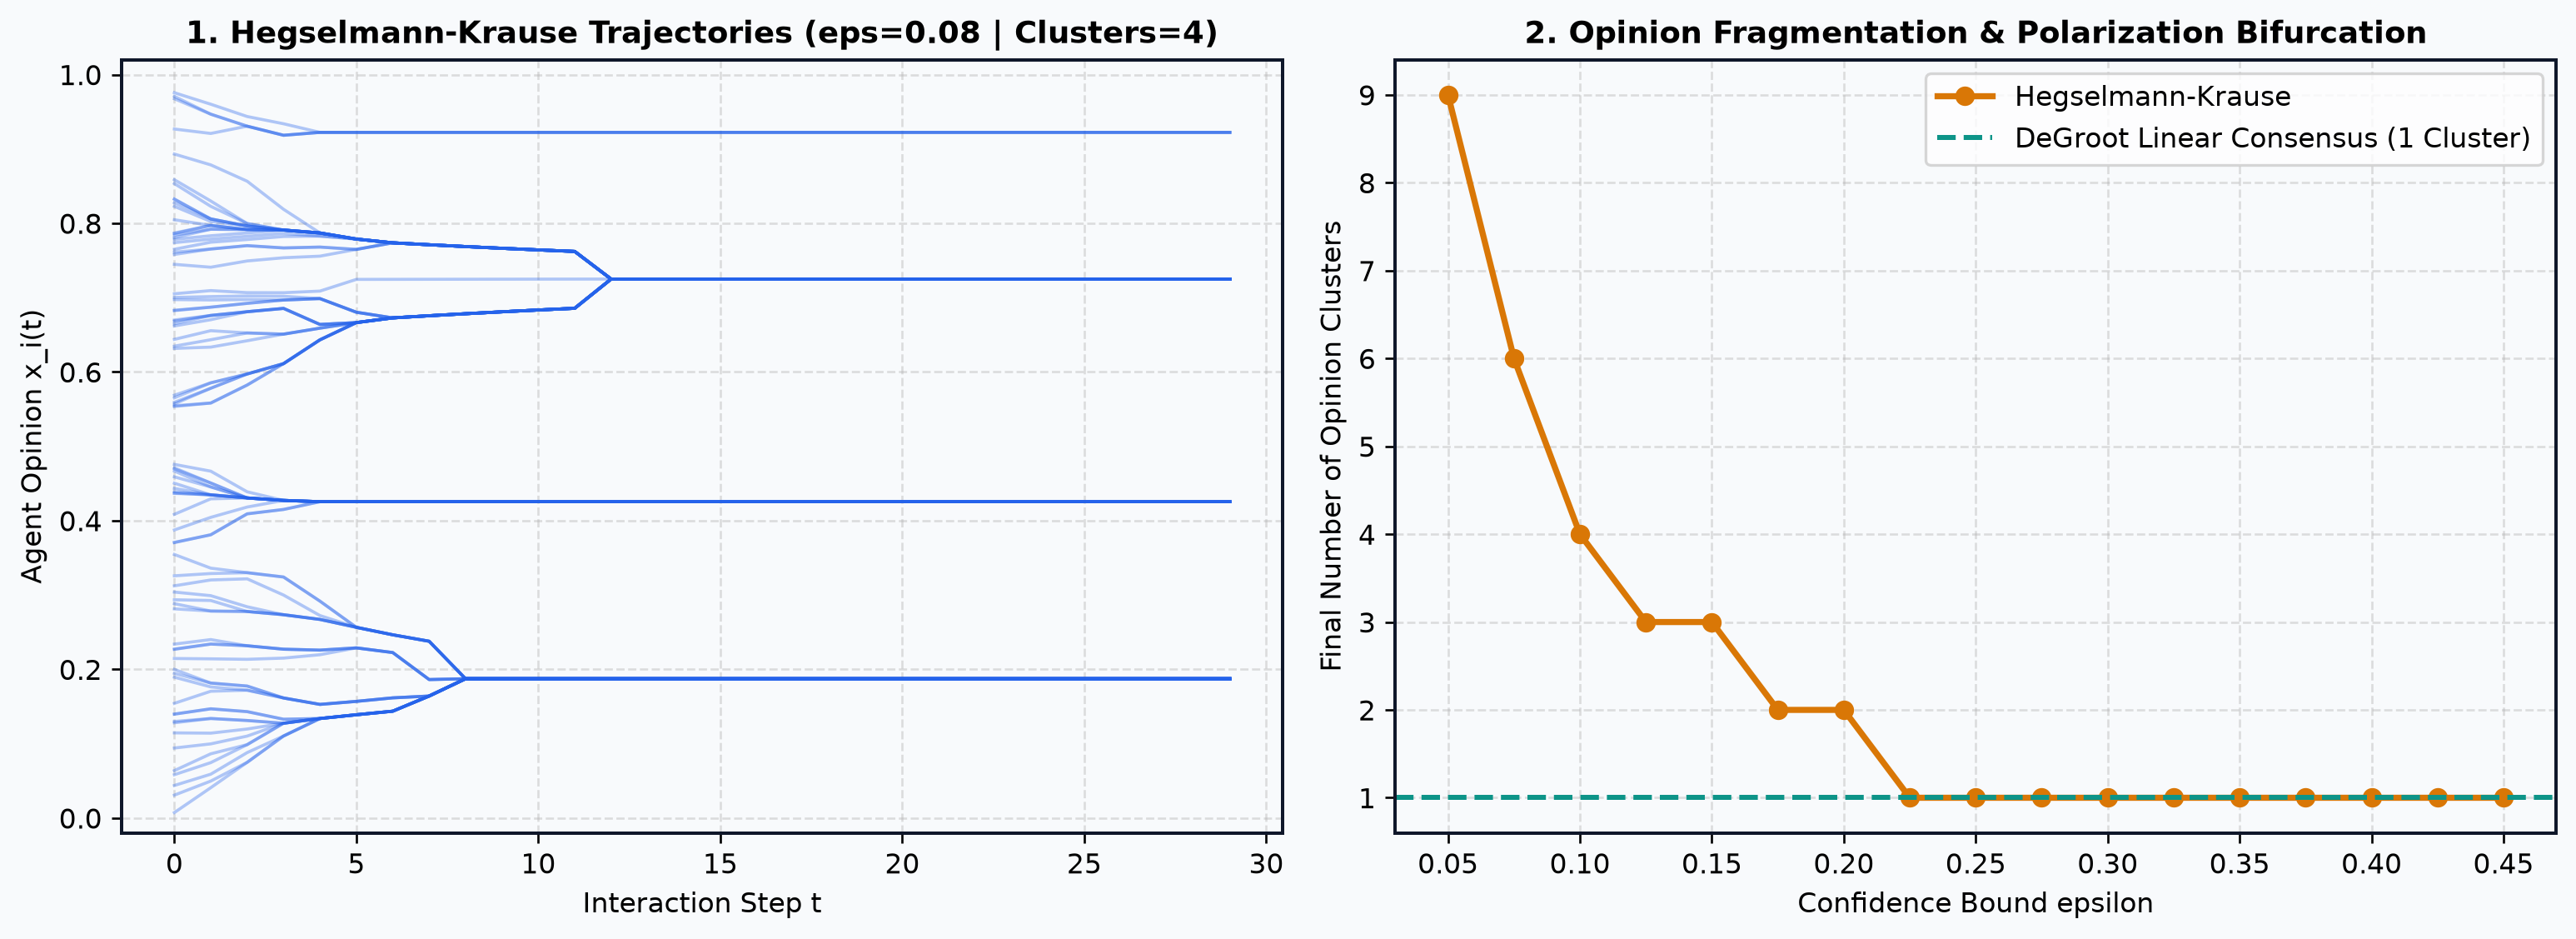 1. Hegselmann-Krause Trajectories (eps=0.08 | Clusters=4)
Agent Opinion x_i(t)
1.0
0.8
0.6
0.4
0.2
0.0
0 5 10 15 20 25 30
Interaction Step t
2. Opinion Fragmentation & Polarization Bifurcation
Final Number of Opinion Clusters
9
8
7
6
5
4
3
2
1
Hegselmann-Krause
DeGroot Linear Consensus (1 Cluster)
0.05 0.10 0.15 0.20 0.25 0.30 0.35 0.40 0.45
Confidence Bound epsilon